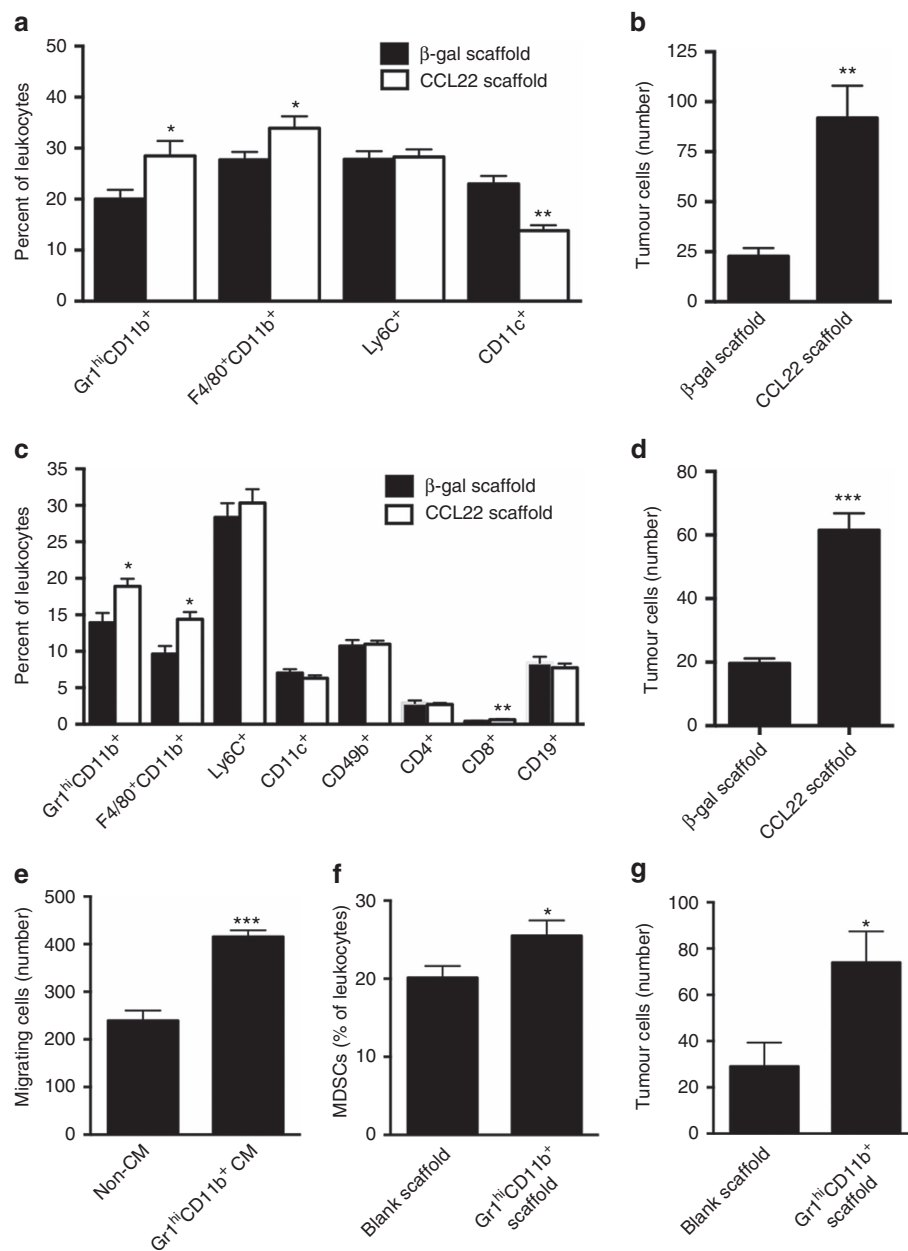 a
Percent of leukocytes
50
40
30
20
10
0
β-gal scaffold
CCL22 scaffold
*
*
**
Gr1ʰⁱCD11b⁺
F4/80⁺CD11b⁺
Ly6C⁺
CD11c⁺
b
Tumour cells (number)
125
100
75
50
25
0
**
β-gal scaffold
CCL22 scaffold
c
Percent of leukocytes
35
30
25
20
15
10
5
0
β-gal scaffold
CCL22 scaffold
*
*
**
Gr1ʰⁱCD11b⁺
F4/80⁺CD11b⁺
Ly6C⁺
CD11c⁺
CD49b⁺
CD4⁺
CD8⁺
CD19⁺
d
Tumour cells (number)
80
60
40
20
0
***
β-gal scaffold
CCL22 scaffold
e
Migrating cells (number)
500
400
300
200
100
0
***
Non-CM
Gr1ʰⁱCD11b⁺ CM
f
MDSCs (% of leukocytes)
30
20
10
0
*
Blank scaffold
Gr1ʰⁱCD11b⁺
scaffold
g
Tumour cells (number)
100
80
60
40
20
0
*
Blank scaffold
Gr1ʰⁱCD11b⁺
scaffold